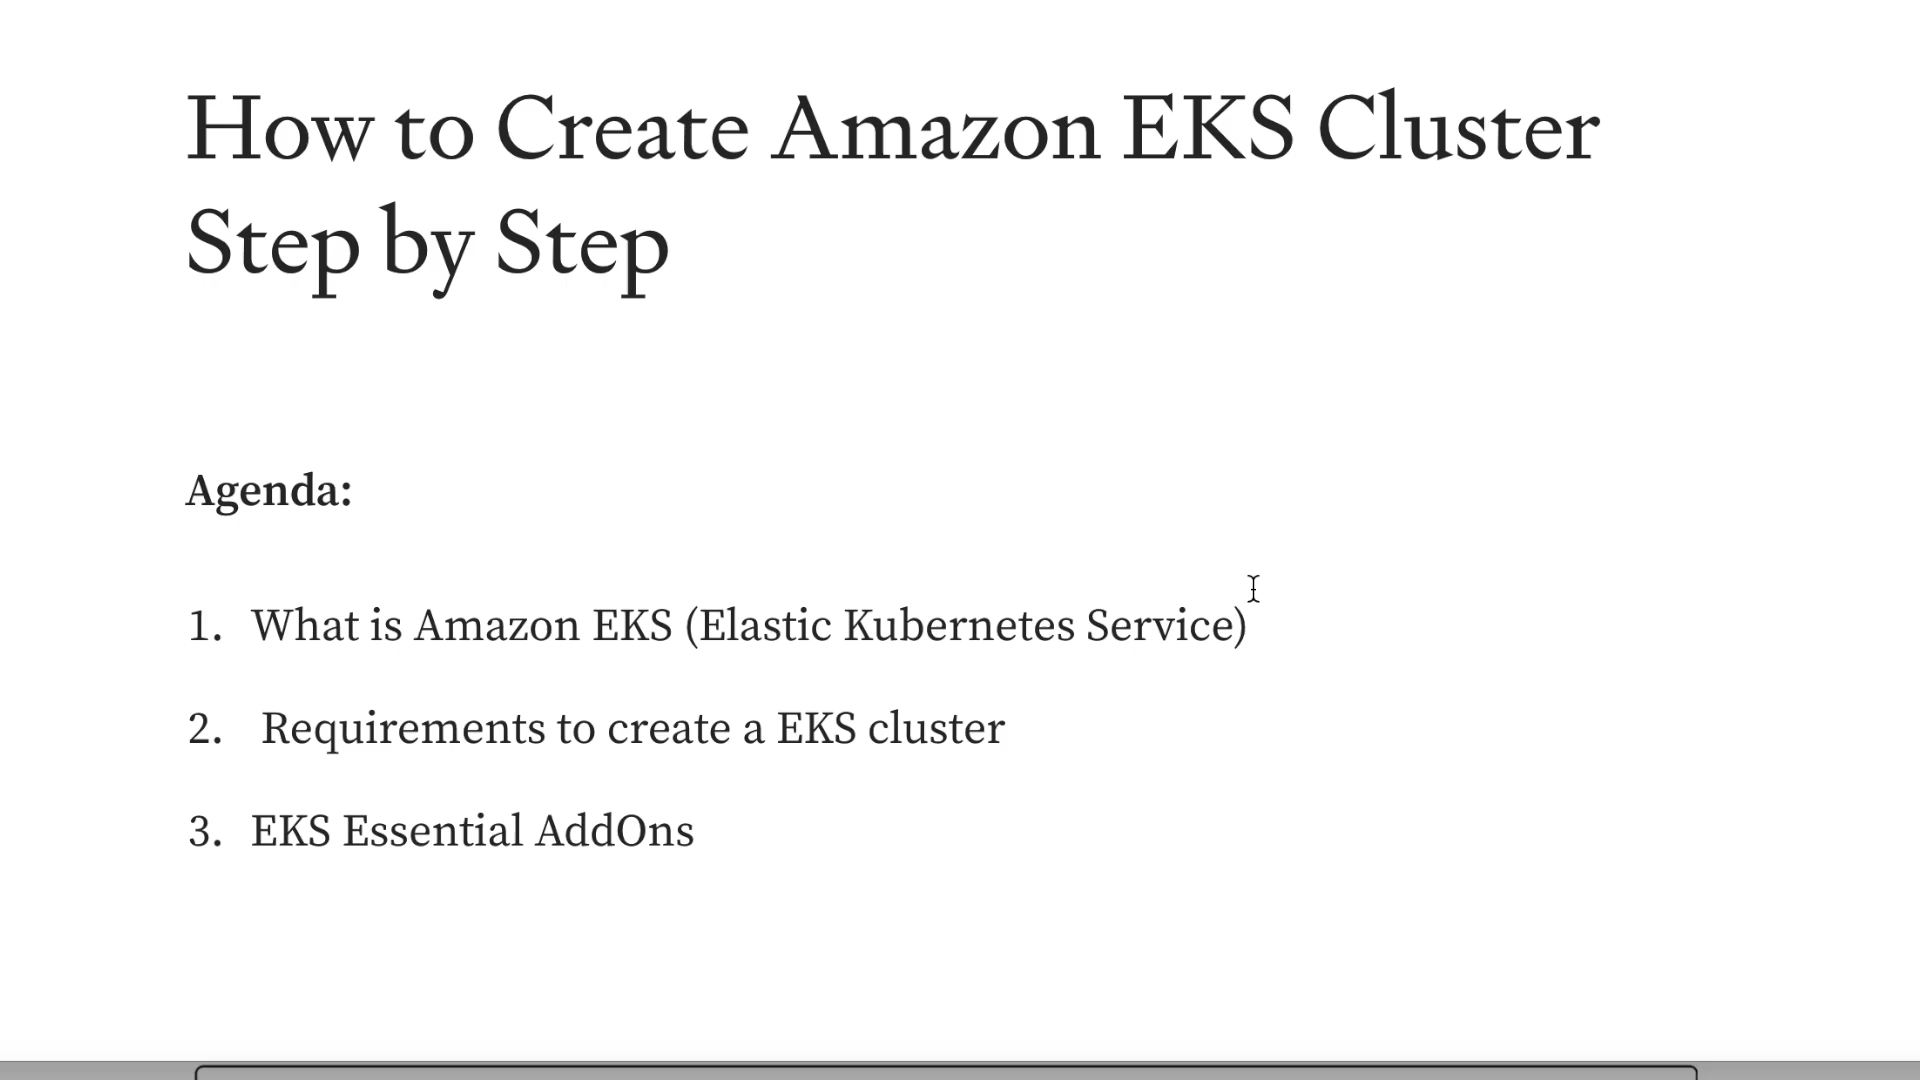 How to Create Amazon EKS Cluster
Step by Step
Agenda:
1. What is Amazon EKS (Elastic Kubernetes Service)
2. Requirements to create a EKS cluster
3. EKS Essential AddOns